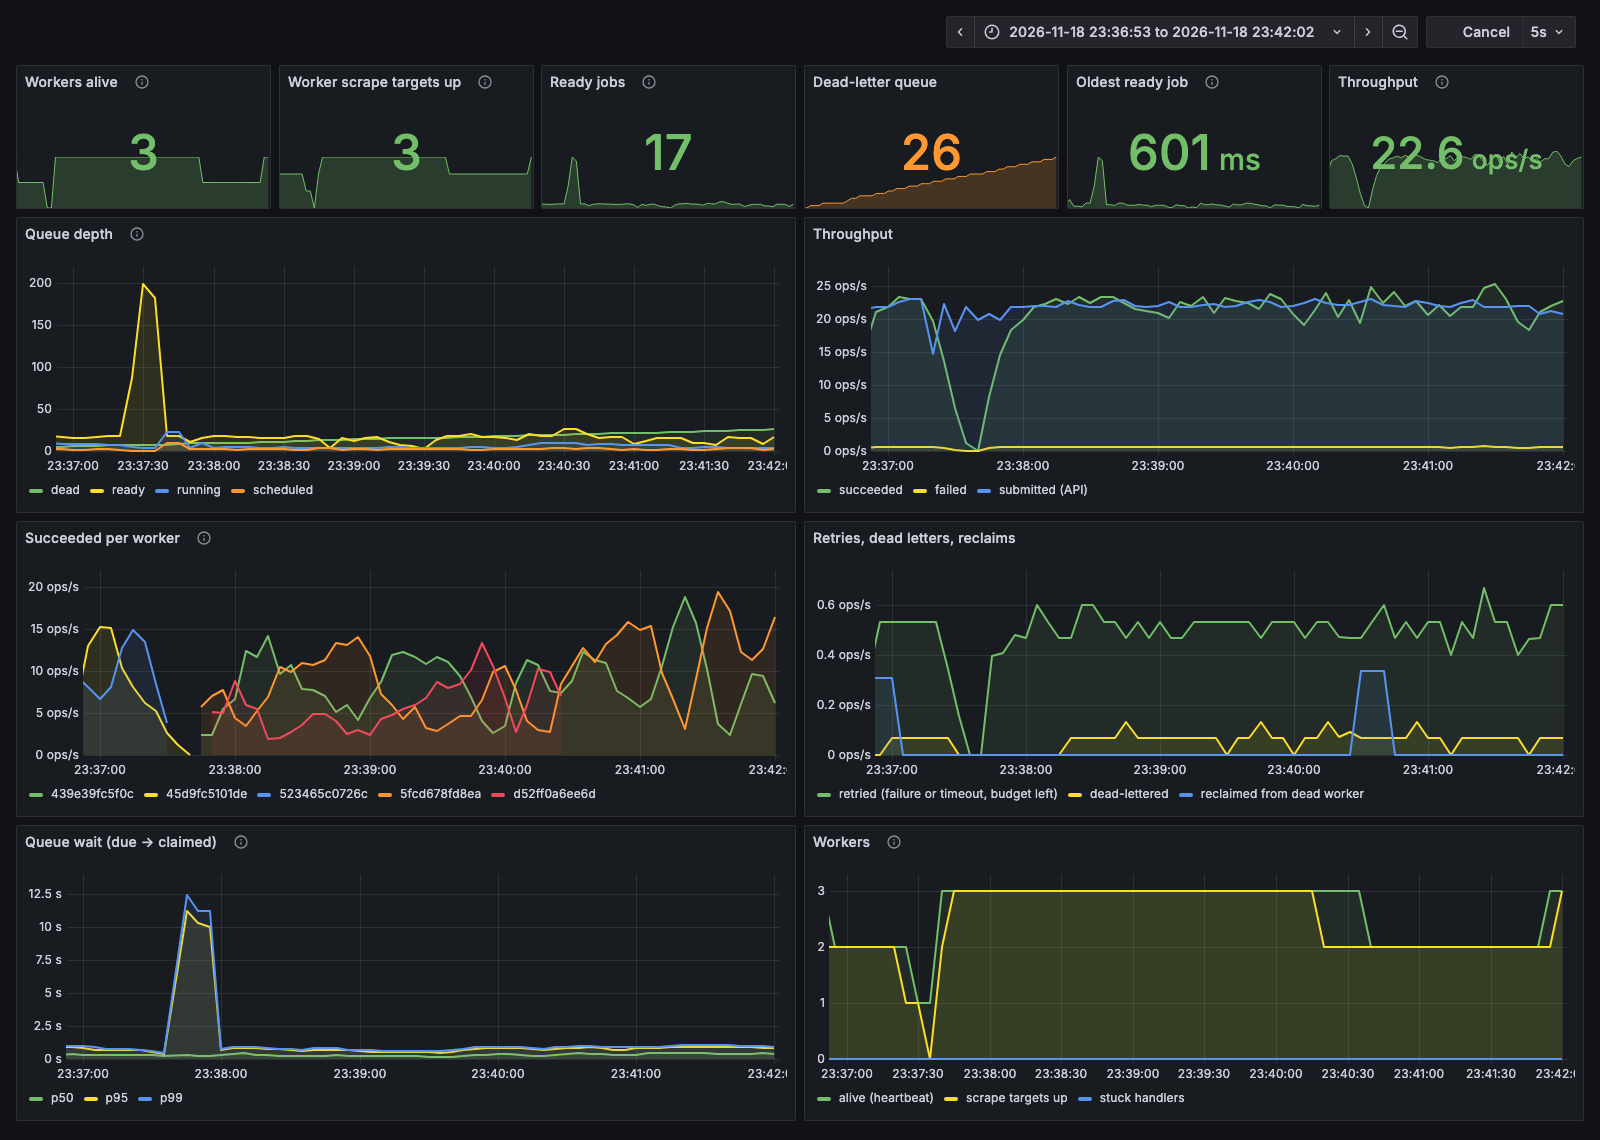 2026-11-18 23:36:53 to 2026-11-18 23:42:02
Cancel
5s
Workers alive
3
Worker scrape targets up
3
Ready jobs
17
Dead-letter queue
26
Oldest ready job
601 ms
Throughput
22.6 ops/s
Queue depth
200
150
100
50
0
23:37:00 23:37:30 23:38:00 23:38:30 23:39:00 23:39:30 23:40:00 23:40:30 23:41:00 23:41:30 23:42:
dead ready running scheduled
Throughput
25 ops/s
20 ops/s
15 ops/s
10 ops/s
5 ops/s
0 ops/s
23:37:00 23:38:00 23:39:00 23:40:00 23:41:00 23:42:
succeeded failed submitted (API)
Succeeded per worker
20 ops/s
15 ops/s
10 ops/s
5 ops/s
0 ops/s
23:37:00 23:38:00 23:39:00 23:40:00 23:41:00 23:42:
439e39fc5f0c 45d9fc5101de 523465c0726c 5fcd678fd8ea d52ff0a6ee6d
Retries, dead letters, reclaims
0.6 ops/s
0.4 ops/s
0.2 ops/s
0 ops/s
23:37:00 23:38:00 23:39:00 23:40:00 23:41:00 23:42:
retried (failure or timeout, budget left) dead-lettered reclaimed from dead worker
Queue wait (due → claimed)
12.5 s
10 s
7.5 s
5 s
2.5 s
0 s
23:37:00 23:38:00 23:39:00 23:40:00 23:41:00 23:42:
p50 p95 p99
Workers
3
2
1
0
23:37:00 23:37:30 23:38:00 23:38:30 23:39:00 23:39:30 23:40:00 23:40:30 23:41:00 23:41:30 23:42:
alive (heartbeat) scrape targets up stuck handlers